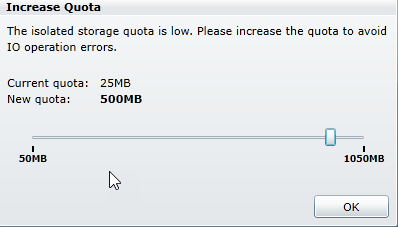 Increase Quota
The isolated storage quota is low. Please increase the quota to avoid
IO operation errors.
Current quota: 25MB
New quota: 500MB
50MB 1050MB
OK